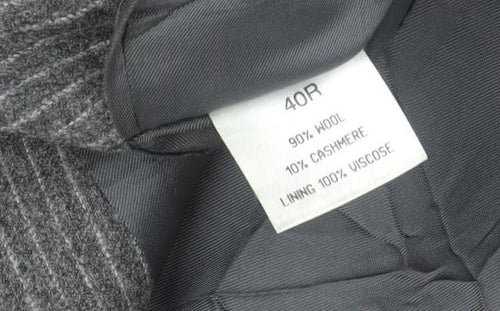 40R
90% WOOL
10% CASHMERE
LINING 100% VISCOSE